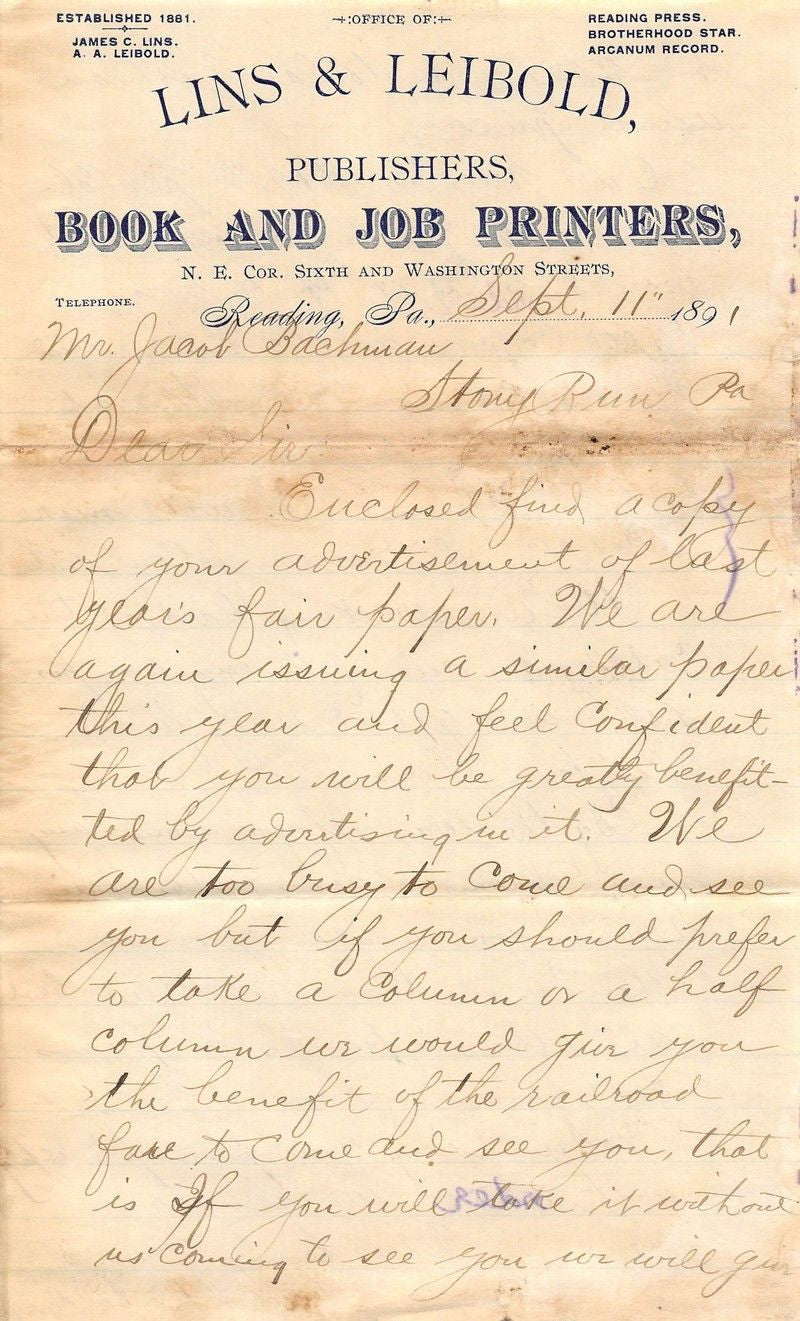 ESTABLISHED 1881.
JAMES C. LINS.
A. A. LEIBOLD.
:OFFICE OF:
READING PRESS.
BROTHERHOOD STAR.
ARCANUM RECORD.
LINS & LEIBOLD,
PUBLISHERS,
BOOK AND JOB PRINTERS,
N. E. COR. SIXTH AND WASHINGTON STREETS,
TELEPHONE.
Reading, Pa., Sept. 11" 1891
Mr. Jacob Bachman
Stony Run Pa
Dear Sir
Enclosed find a copy
of your advertisement of last
year's fair paper. We are
again issuing a similar paper
this year and feel confident
that you will be greatly benefit-
ted by advertising in it. We
are too busy to come and see
you but if you should prefer
to take a column or a half
column we would give you
the benefit of the railroad
fare to come and see you, that
is If you will take it without
us coming to see you we will give